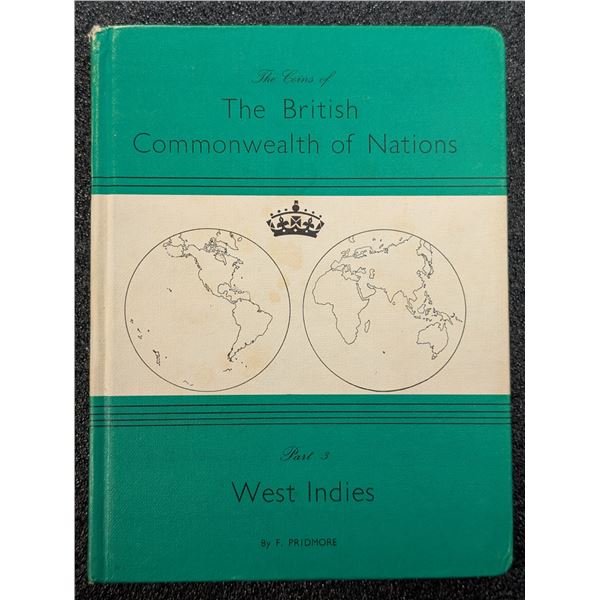 The Coins of
The British
Commonwealth of Nations
Part 3
West Indies
By F. PRIDMORE